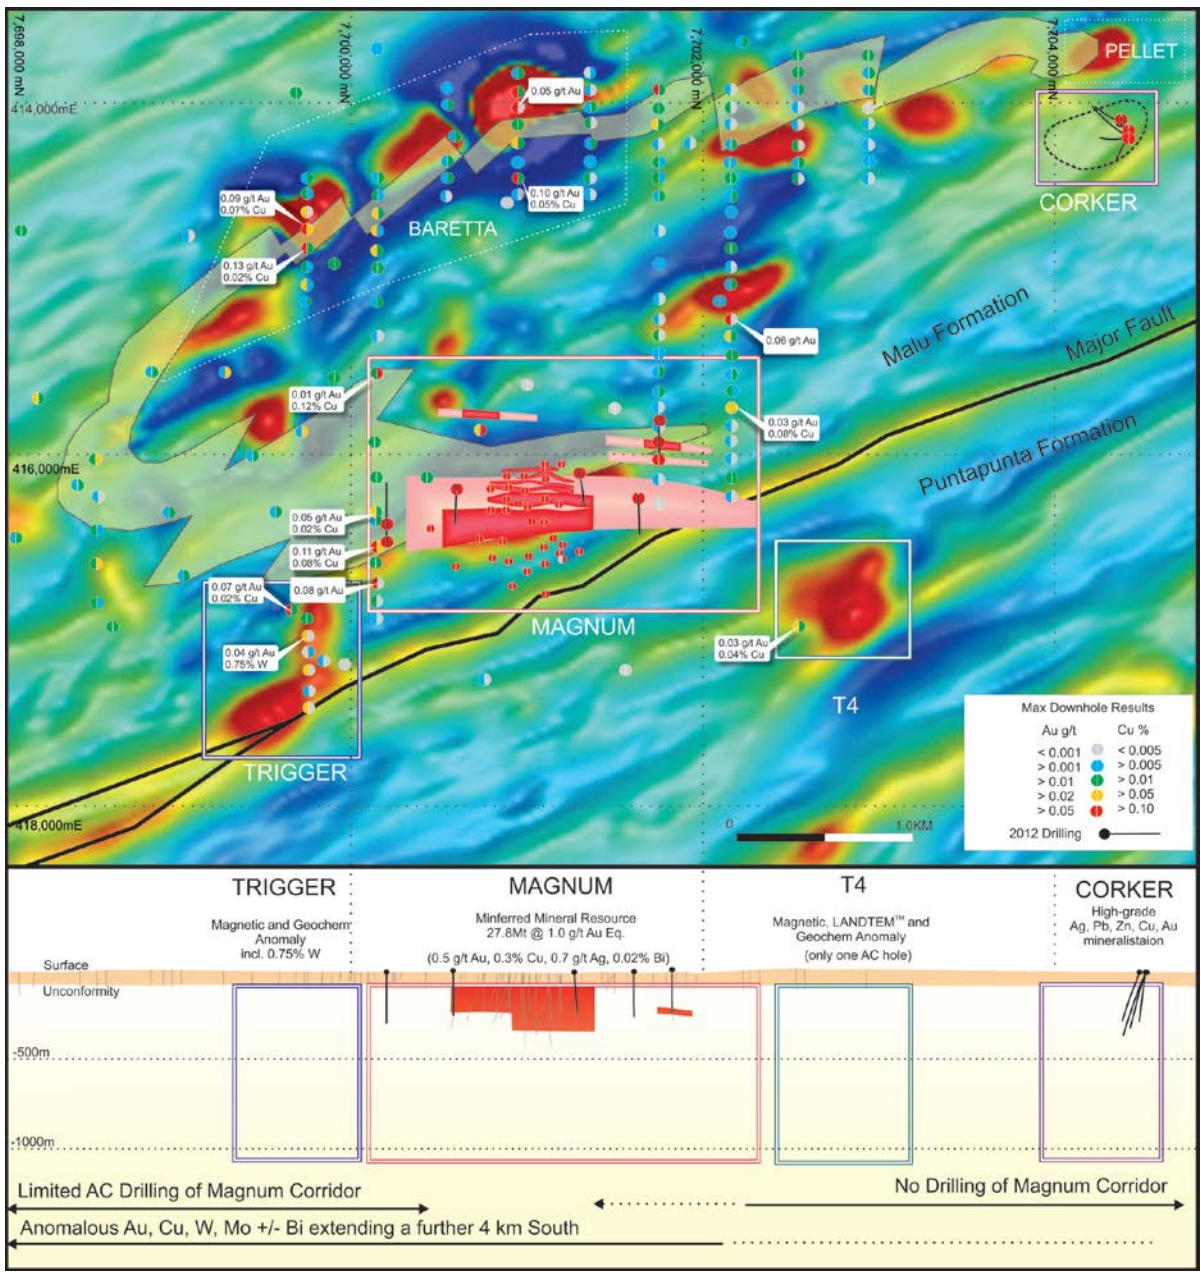 7,698,000 mN
7,700,000 mN
7,702,000 mN
7,704,000 mN
PELLET
414,000mE
0.05 g/t Au
CORKER
0.09 g/t Au
0.07% Cu
0.10 g/t Au
0.05% Cu
BARETTA
0.13 g/t Au
0.02% Cu
Malu Formation
Major Fault
0.06 g/t Au
0.01 g/t Au
0.12% Cu
0.03 g/t Au
0.08% Cu
Puntapunta Formation
416,000mE
0.05 g/t Au
0.02% Cu
0.11 g/t Au
0.08% Cu
0.07 g/t Au
0.02% Cu
0.08 g/t Au
MAGNUM
0.04 g/t Au
0.75% W
0.03 g/t Au
0.04% Cu
T4
TRIGGER
418,000mE
0
1.0KM
Max Downhole Results
Au g/t Cu %
< 0.001 < 0.005
> 0.001 > 0.005
> 0.01 > 0.01
> 0.02 > 0.05
> 0.05 > 0.10
2012 Drilling
TRIGGER
Magnetic and Geochem
Anomaly
incl. 0.75% W
MAGNUM
Minferred Mineral Resource
27.8Mt @ 1.0 g/t Au Eq.
(0.5 g/t Au, 0.3% Cu, 0.7 g/t Ag, 0.02% Bi)
T4
Magnetic, LANDTEM™ and
Geochem Anomaly
(only one AC hole)
CORKER
High-grade
Ag, Pb, Zn, Cu, Au
mineralistaion
Surface
Unconformity
-500m
-1000m
Limited AC Drilling of Magnum Corridor
No Drilling of Magnum Corridor
Anomalous Au, Cu, W, Mo +/- Bi extending a further 4 km South